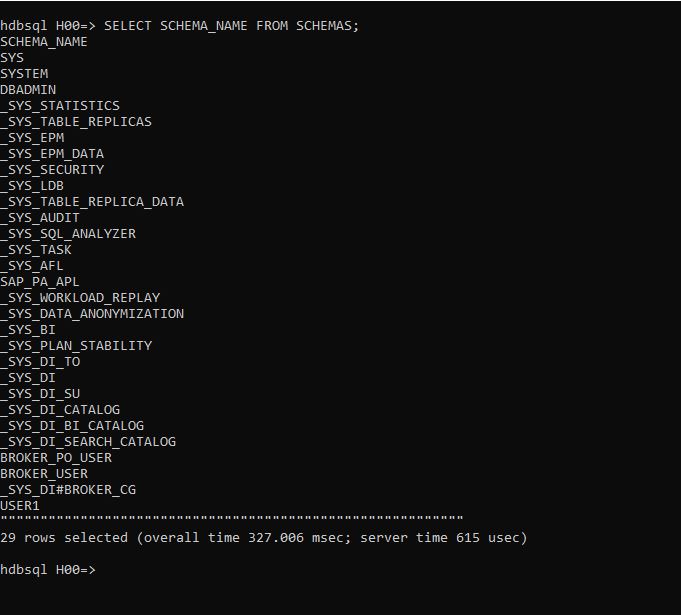 hdbsql H00=> SELECT SCHEMA_NAME FROM SCHEMAS;
SCHEMA_NAME
SYS
SYSTEM
DBADMIN
_SYS_STATISTICS
_SYS_TABLE_REPLICAS
_SYS_EPM
_SYS_EPM_DATA
_SYS_SECURITY
_SYS_LDB
_SYS_TABLE_REPLICA_DATA
_SYS_AUDIT
_SYS_SQL_ANALYZER
_SYS_TASK
_SYS_AFL
SAP_PA_APL
_SYS_WORKLOAD_REPLAY
_SYS_DATA_ANONYMIZATION
_SYS_BI
_SYS_PLAN_STABILITY
_SYS_DI_TO
_SYS_DI
_SYS_DI_SU
_SYS_DI_CATALOG
_SYS_DI_BI_CATALOG
_SYS_DI_SEARCH_CATALOG
BROKER_PO_USER
BROKER_USER
_SYS_DI#BROKER_CG
USER1
""""""""""""""""""""""""""""""""""""""""""""""""""""""""""
29 rows selected (overall time 327.006 msec; server time 615 usec)
hdbsql H00=>